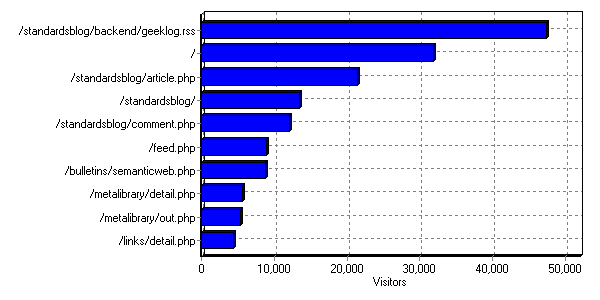 /standardsblog/backend/geeklog.rss
/
/standardsblog/article.php
/standardsblog/
/standardsblog/comment.php
/feed.php
/bulletins/semanticweb.php
/metalibrary/detail.php
/metalibrary/out.php
/links/detail.php
0 10,000 20,000 30,000 40,000 50,000
Visitors